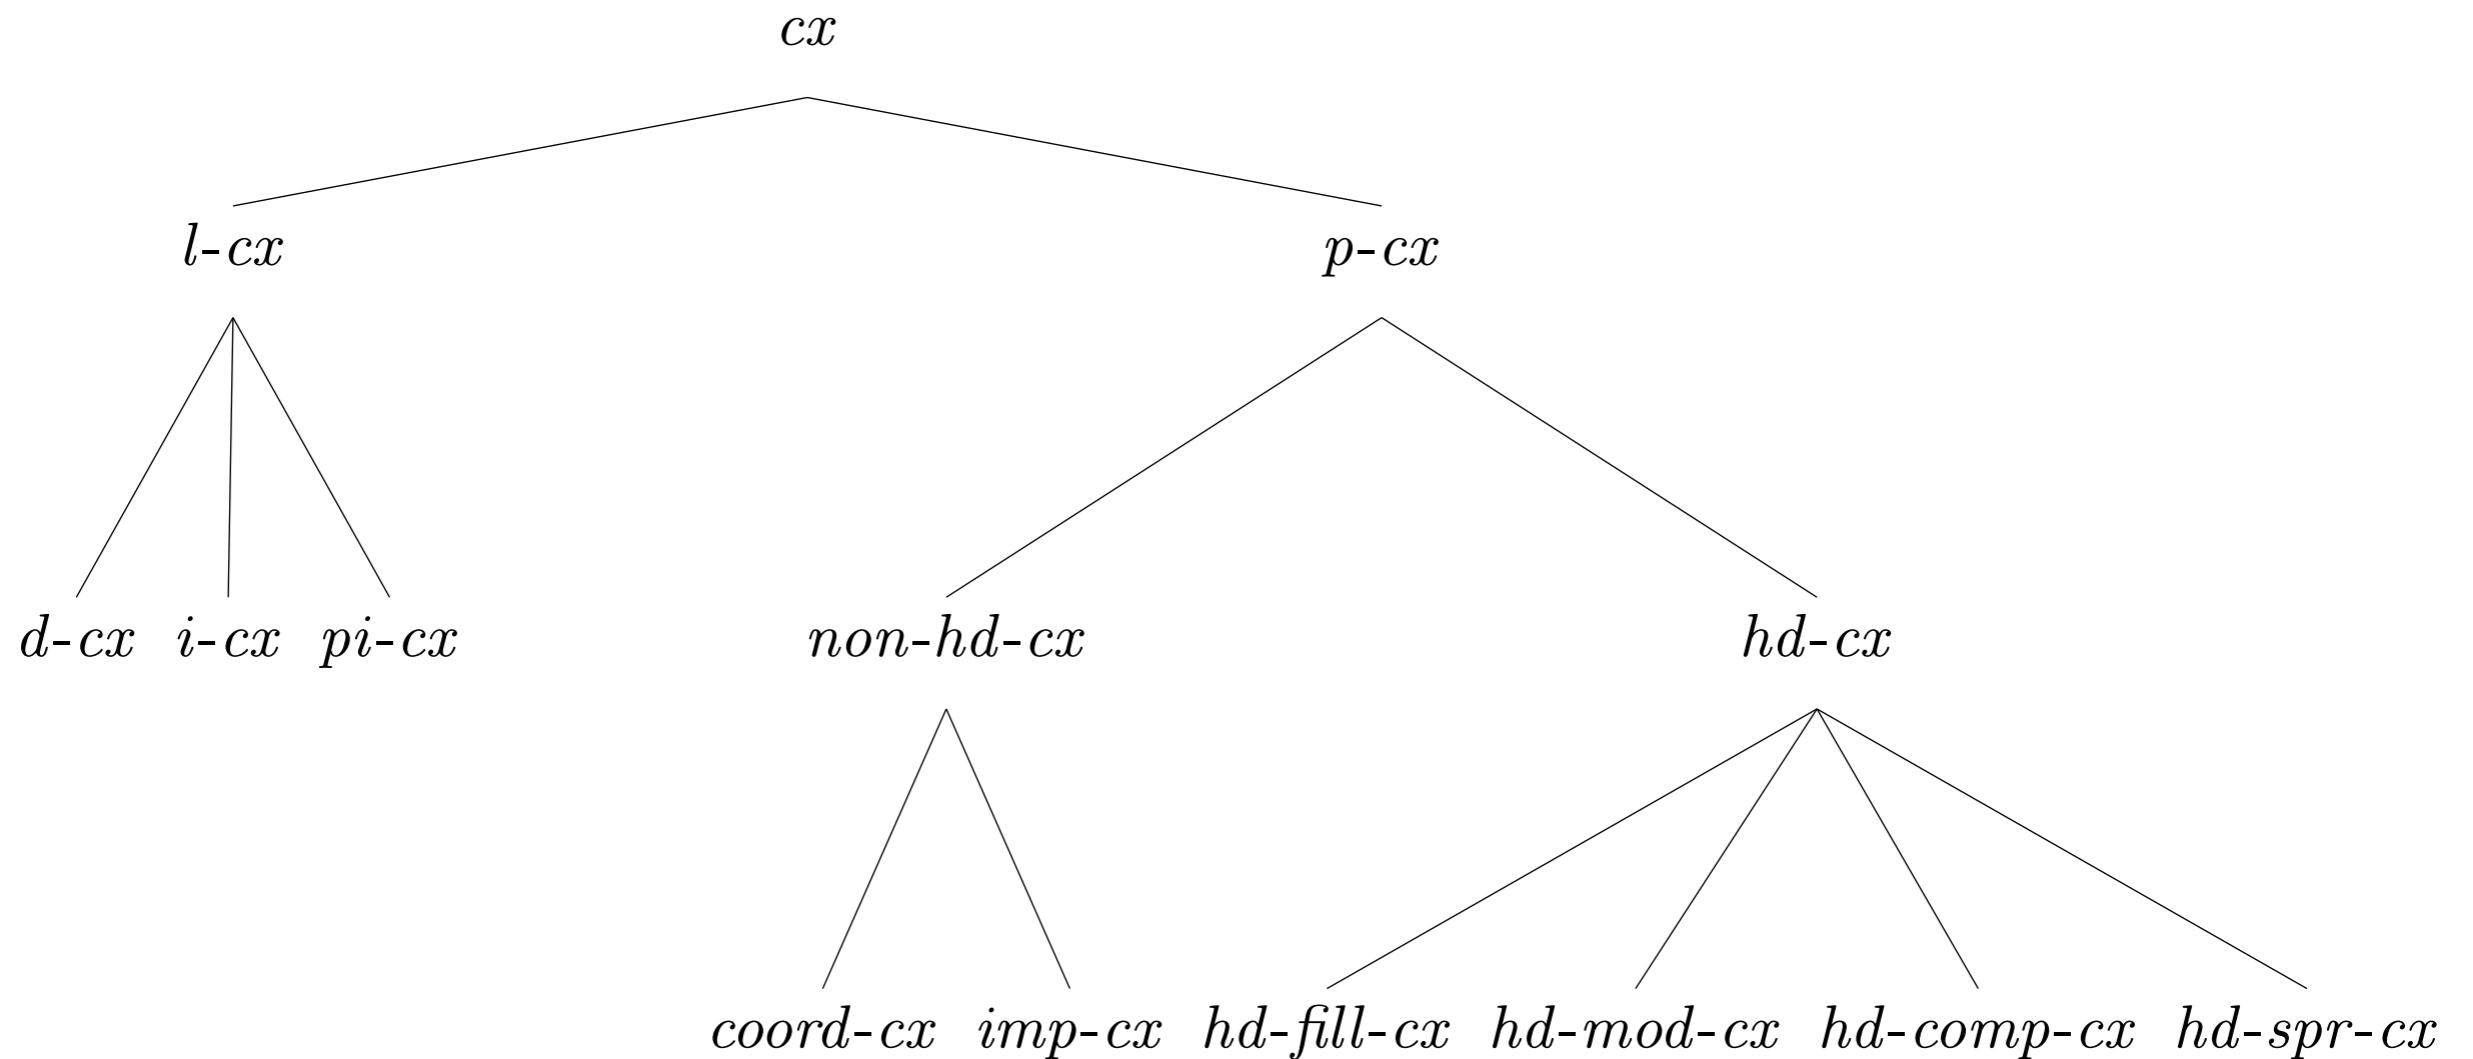 cx
l-cx p-cx
d-cx i-cx pi-cx non-hd-cx hd-cx
coord-cx imp-cx hd-fill-cx hd-mod-cx hd-comp-cx hd-spr-cx